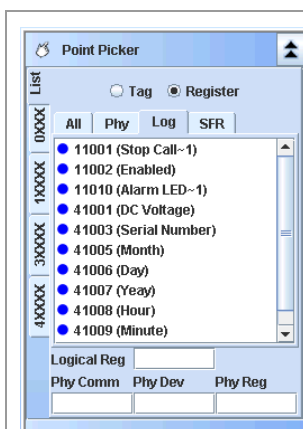 Point Picker
List
0XXX
1XXXX
3XXXX
4XXXX
Tag Register
All Phy Log SFR
11001 (Stop Call~1)
11002 (Enabled)
11010 (Alarm LED~1)
41001 (DC Voltage)
41003 (Serial Number)
41005 (Month)
41006 (Day)
41007 (Yeay)
41008 (Hour)
41009 (Minute)
Logical Reg
Phy Comm Phy Dev Phy Reg